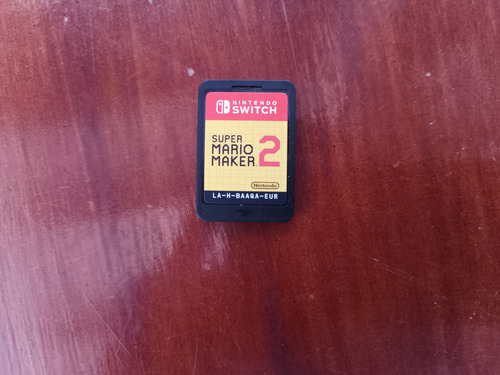 NINTENDO
SWITCH
SUPER
MARIO
MAKER 2
Nintendo
LA-H-BAAQA-EUR